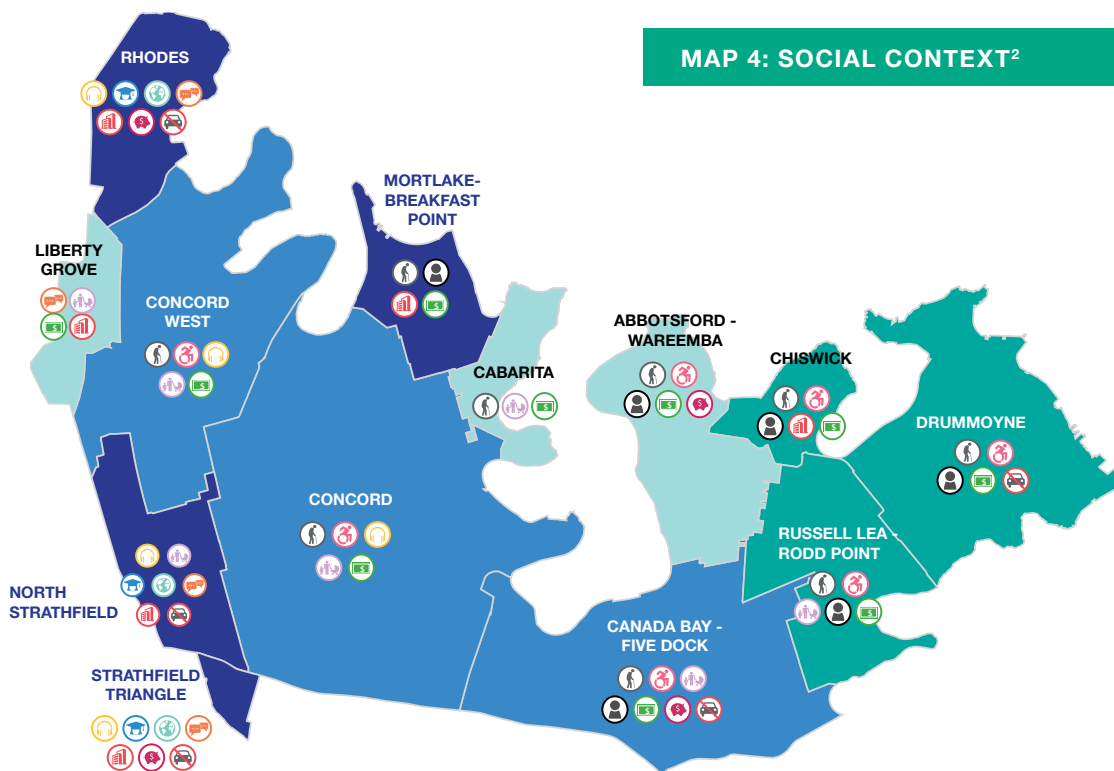 MAP 4: SOCIAL CONTEXT²
RHODES
MORTLAKE-
BREAKFAST
POINT
LIBERTY
GROVE
CONCORD
WEST
CABARITA
ABBOTSFORD -
WAREEMBA
CHISWICK
DRUMMOYNE
CONCORD
RUSSELL LEA -
RODD POINT
NORTH
STRATHFIELD
CANADA BAY -
FIVE DOCK
STRATHFIELD
TRIANGLE